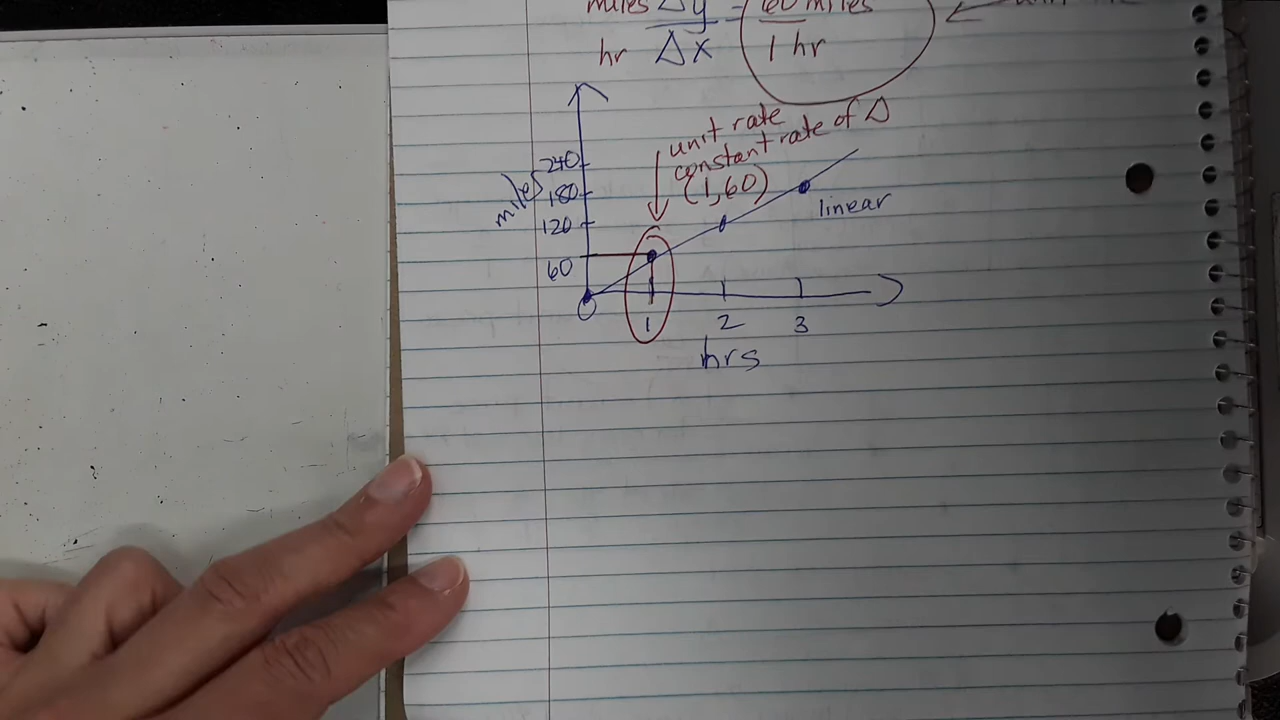 miles Δy = 60 miles
hr Δx 1 hr
unit rate
constant rate of Δ
(1,60)
240
180
120
60
miles
linear
0
1 2 3
hrs